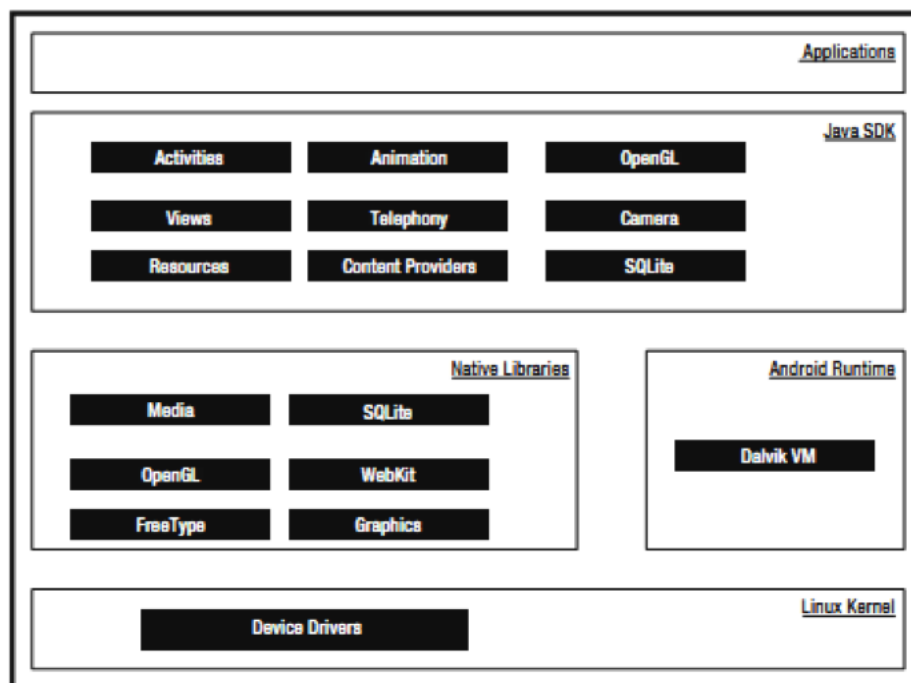 Applications
Java SDK
Activities
Animation
OpenGL
Views
Telephony
Camera
Resources
Content Providers
SQLite
Native Libraries
Media
SQLite
OpenGL
WebKit
FreeType
Graphics
Android Runtime
Dalvik VM
Linux Kernel
Device Drivers